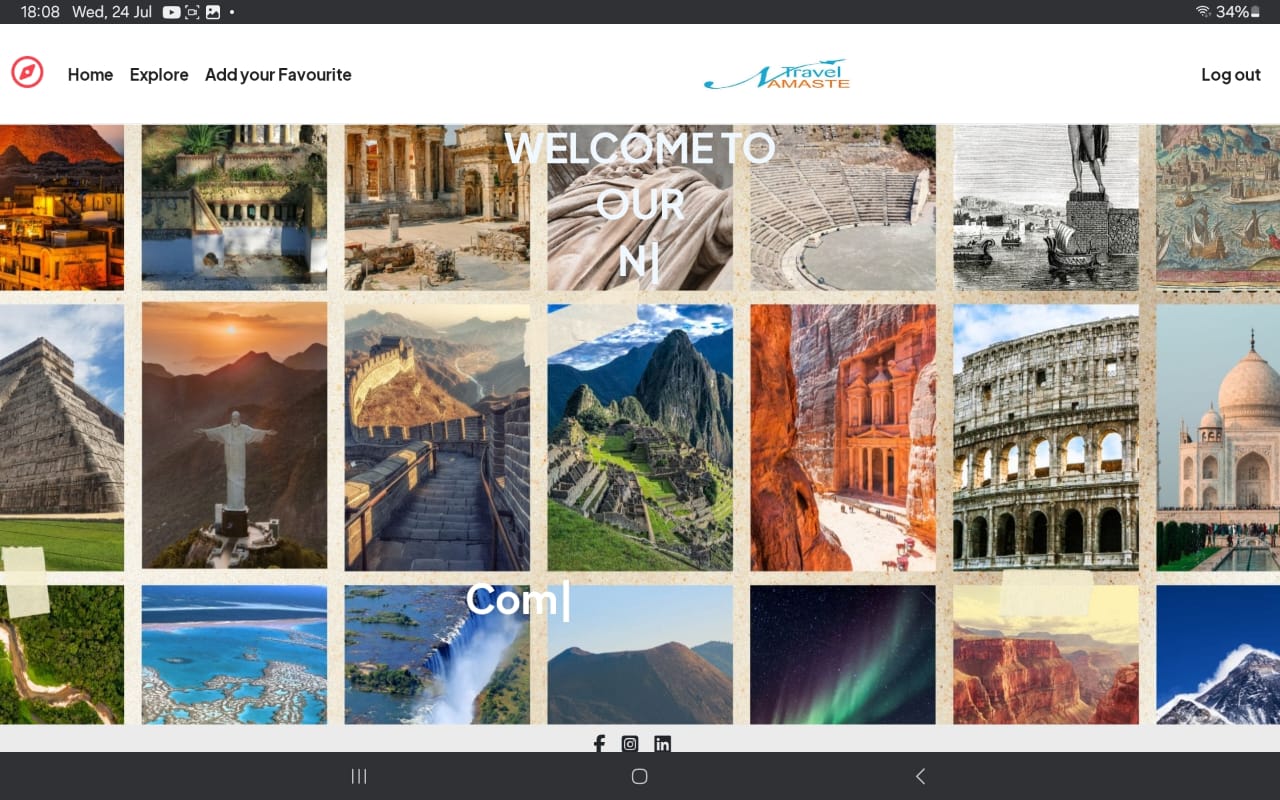 18:08 Wed, 24 Jul
34%
Home Explore Add your Favourite
Travel
NAMASTE
Log out
WELCOME TO
OUR
N|
Com|